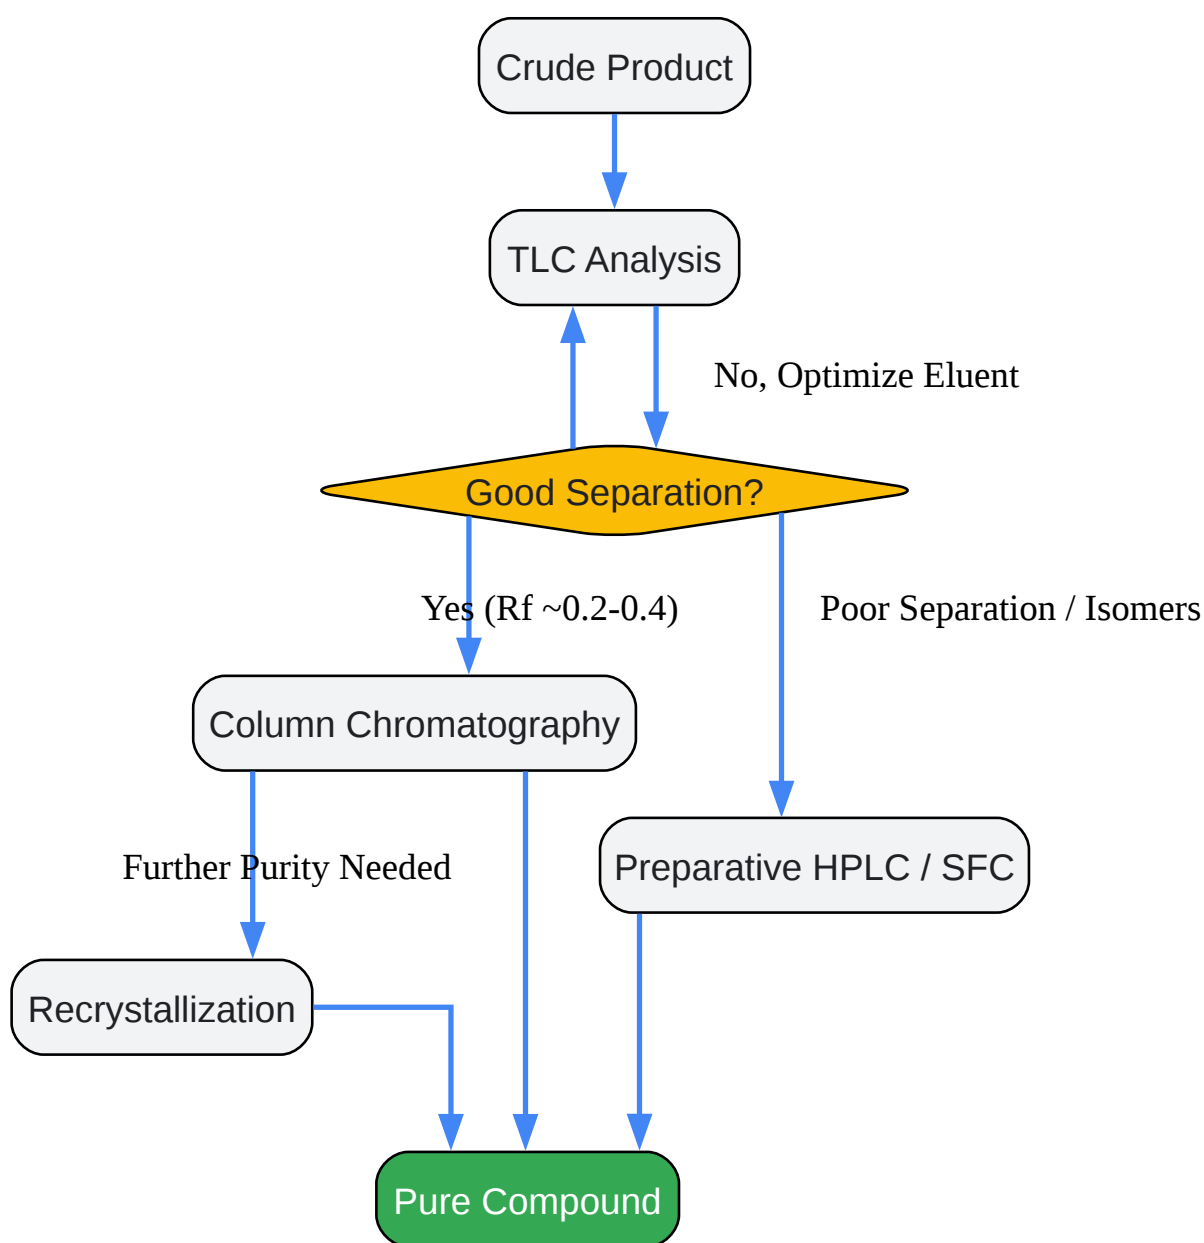 Crude Product
TLC Analysis
No, Optimize Eluent
Good Separation?
Yes (Rf ~0.2-0.4)
Poor Separation / Isomers
Column Chromatography
Further Purity Needed
Preparative HPLC / SFC
Recrystallization
Pure Compound